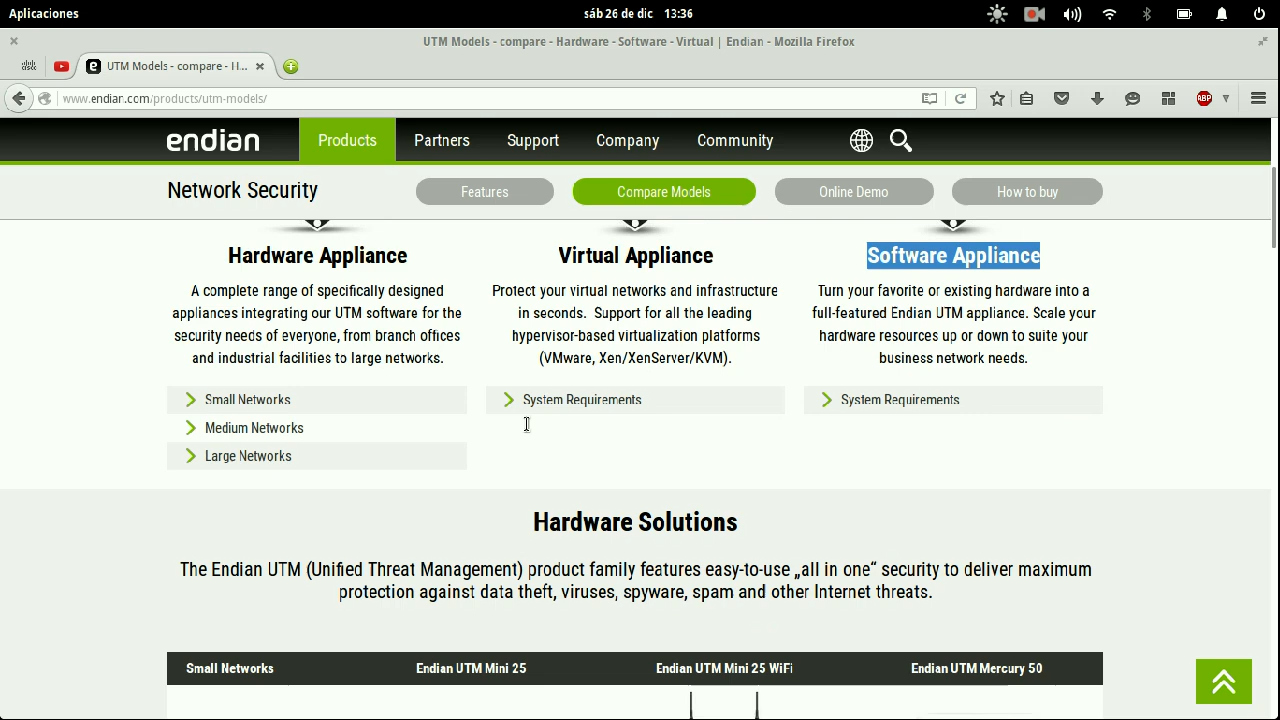 Aplicaciones
sáb 26 de dic 13:36
UTM Models - compare - Hardware - Software - Virtual | Endian - Mozilla Firefox
UTM Models - compare - H...
www.endian.com/products/utm-models/
ABP
endian
Products
Partners
Support
Company
Community
Network Security
Features
Compare Models
Online Demo
How to buy
Hardware Appliance
A complete range of specifically designed
appliances integrating our UTM software for the
security needs of everyone, from branch offices
and industrial facilities to large networks.
Small Networks
Medium Networks
Large Networks
Virtual Appliance
Protect your virtual networks and infrastructure
in seconds. Support for all the leading
hypervisor-based virtualization platforms
(VMware, Xen/XenServer/KVM).
System Requirements
Software Appliance
Turn your favorite or existing hardware into a
full-featured Endian UTM appliance. Scale your
hardware resources up or down to suite your
business network needs.
System Requirements
Hardware Solutions
The Endian UTM (Unified Threat Management) product family features easy-to-use „all in one“ security to deliver maximum
protection against data theft, viruses, spyware, spam and other Internet threats.
Small Networks
Endian UTM Mini 25
Endian UTM Mini 25 WiFi
Endian UTM Mercury 50